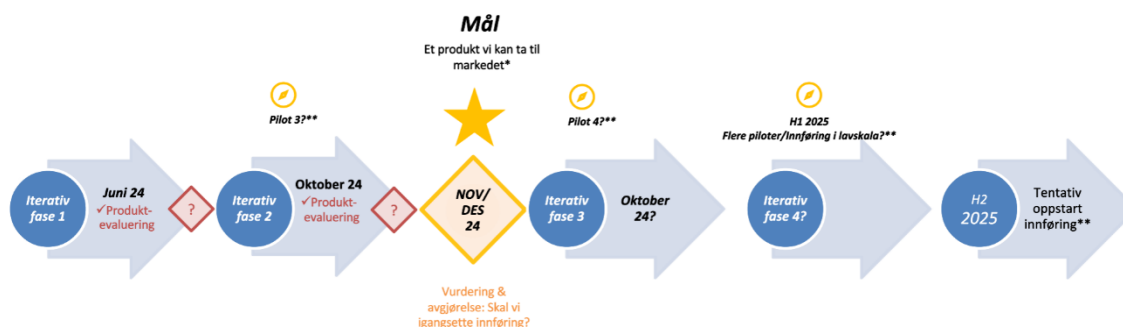 Mål
Et produkt vi kan ta til
markedet*
Pilot 3?**
Pilot 4?**
H1 2025
Flere piloter/Innføring i lavskala?**
Iterativ
fase 1
Juni 24
✓Produkt-
evaluering
?
Iterativ
fase 2
Oktober 24
✓Produkt-
evaluering
?
NOV/
DES
24
Iterativ
fase 3
Oktober
24?
Iterativ
fase 4?
H2
2025
Tentativ
oppstart
innføring**
Vurdering &
avgjørelse: Skal vi
igangsette innføring?